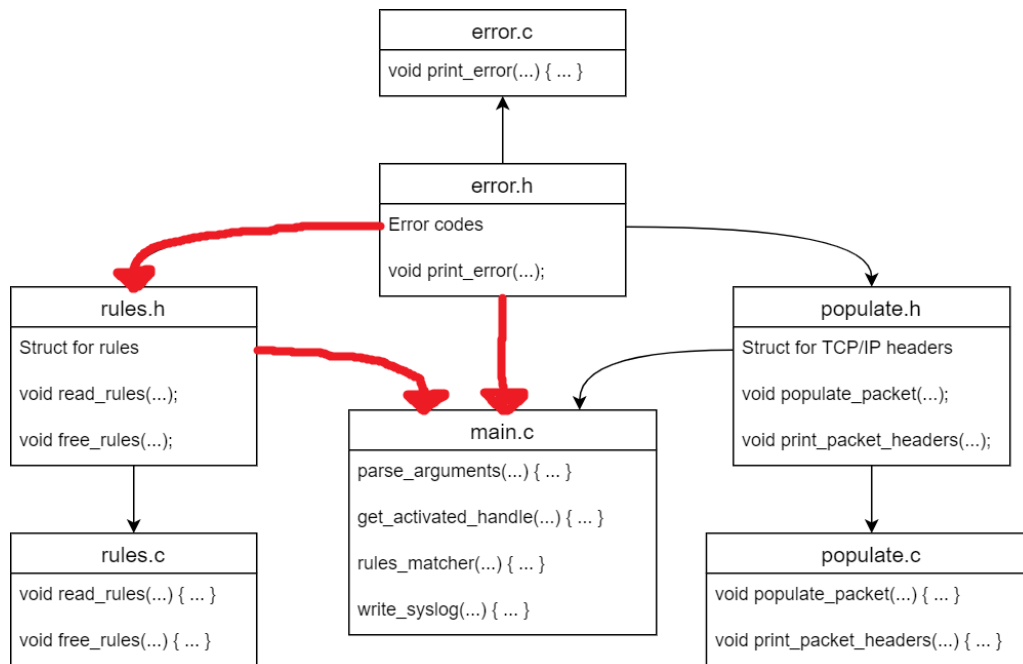 error.c
void print_error(...) { ... }
error.h
Error codes
void print_error(...);
rules.h
Struct for rules
void read_rules(...);
void free_rules(...);
populate.h
Struct for TCP/IP headers
void populate_packet(...);
void print_packet_headers(...);
main.c
parse_arguments(...) { ... }
get_activated_handle(...) { ... }
rules_matcher(...) { ... }
write_syslog(...) { ... }
rules.c
void read_rules(...) { ... }
void free_rules(...) { ... }
populate.c
void populate_packet(...) { ... }
void print_packet_headers(...) { ... }